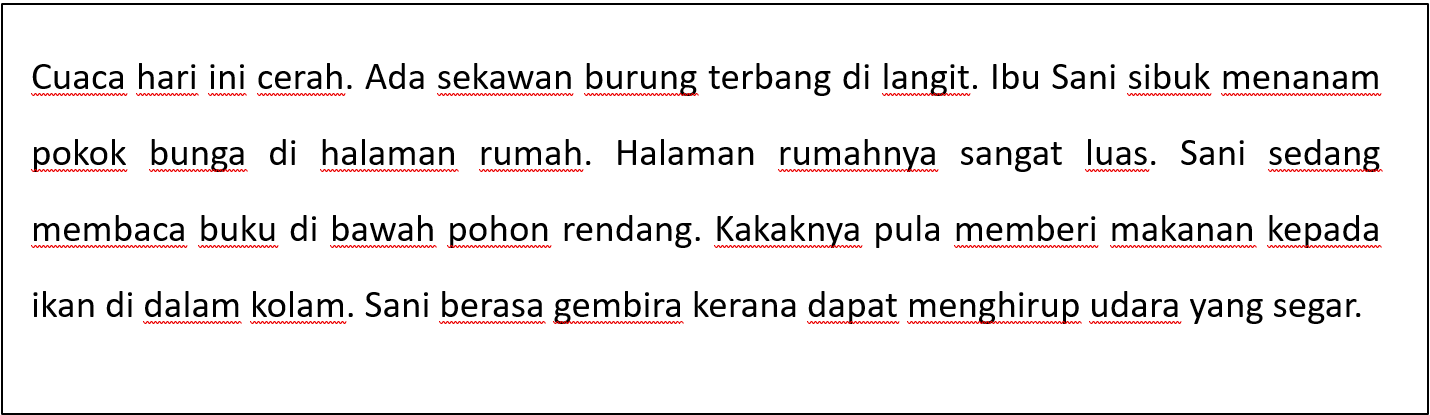 Cuaca hari ini cerah. Ada sekawan burung terbang di langit. Ibu Sani sibuk menanam
pokok bunga di halaman rumah. Halaman rumahnya sangat luas. Sani sedang
membaca buku di bawah pohon rendang. Kakaknya pula memberi makanan kepada
ikan di dalam kolam. Sani berasa gembira kerana dapat menghirup udara yang segar.